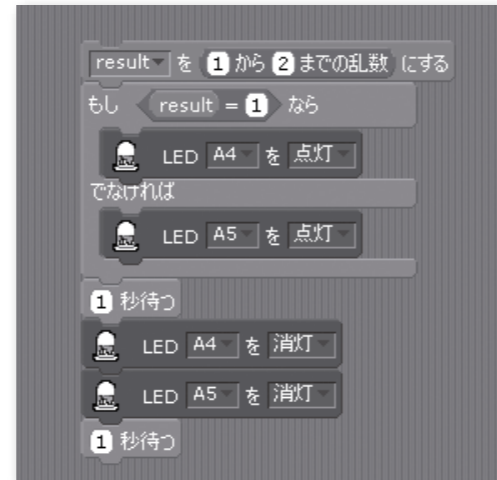 result を 1 から 2 までの乱数 にする
もし result = 1 なら
LED A4 を 点灯
でなければ
LED A5 を 点灯
1 秒待つ
LED A4 を 消灯
LED A5 を 消灯
1 秒待つ